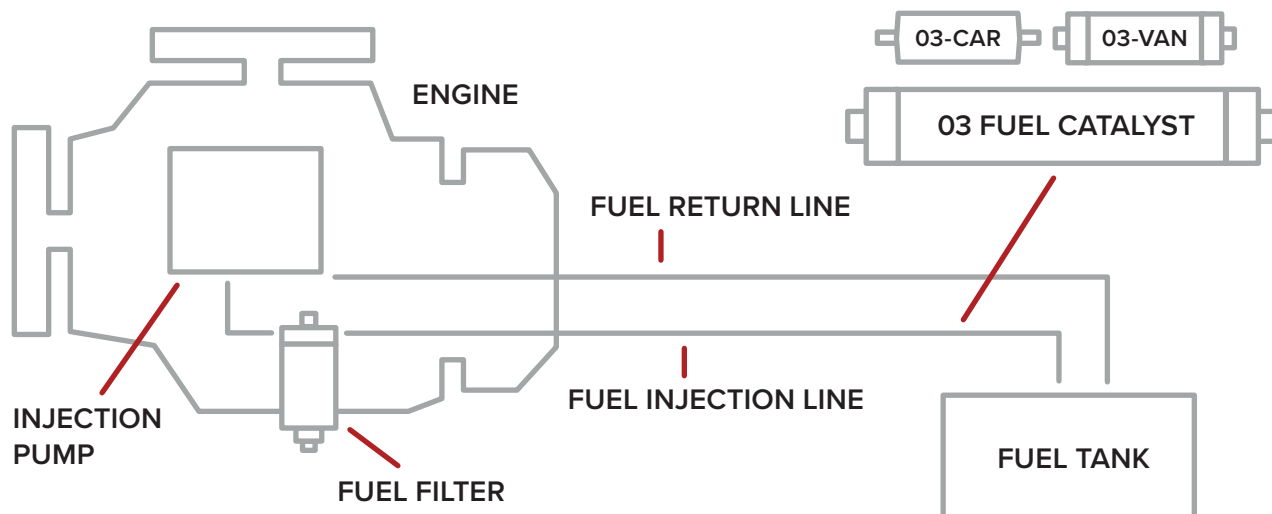 03-CAR
03-VAN
ENGINE
03 FUEL CATALYST
FUEL RETURN LINE
FUEL INJECTION LINE
INJECTION
PUMP
FUEL TANK
FUEL FILTER